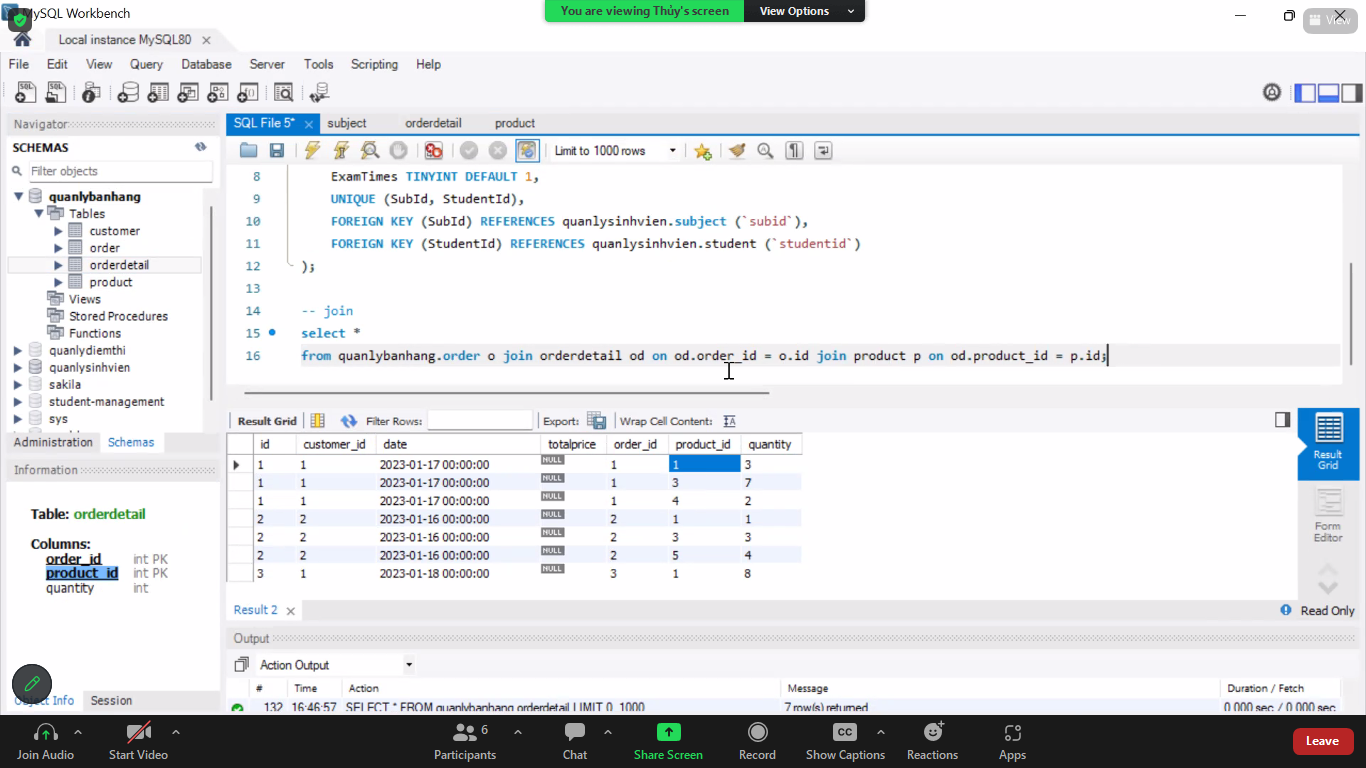 MySQL Workbench
You are viewing Thủy's screen
View Options
View
Local instance MySQL80
File Edit View Query Database Server Tools Scripting Help
Navigator
SQL File 5* subject orderdetail product
SCHEMAS
Filter objects
Limit to 1000 rows
quanlybanhang
Tables
customer
order
orderdetail
product
Views
Stored Procedures
Functions
quanlydiemthi
quanlysinhvien
sakila
student-management
sys
8 ExamTimes TINYINT DEFAULT 1,
9 UNIQUE (SubId, StudentId),
10 FOREIGN KEY (SubId) REFERENCES quanlysinhvien.subject (`subid`),
11 FOREIGN KEY (StudentId) REFERENCES quanlysinhvien.student (`studentid`)
12 );
13
14 -- join
15 select *
16 from quanlybanhang.order o join orderdetail od on od.order_id = o.id join product p on od.product_id = p.id;
Administration Schemas
Information
Table: orderdetail
Columns:
order_id int PK
product_id int PK
quantity int
Object Info Session
Result Grid Filter Rows: Export: Wrap Cell Content:
id customer_id date totalprice order_id product_id quantity
1 1 2023-01-17 00:00:00 NULL 1 1 3
1 1 2023-01-17 00:00:00 NULL 1 3 7
1 1 2023-01-17 00:00:00 NULL 1 4 2
2 2 2023-01-16 00:00:00 NULL 2 1 1
2 2 2023-01-16 00:00:00 NULL 2 3 3
2 2 2023-01-16 00:00:00 NULL 2 5 4
3 1 2023-01-18 00:00:00 NULL 3 1 8
Result Grid
Form Editor
Result 2
Read Only
Output
Action Output
# Time Action Message Duration / Fetch
132 16:46:57 SELECT * FROM quanlybanhang.orderdetail LIMIT 0, 1000 7 row(s) returned 0.000 sec / 0.000 sec
Join Audio Start Video Participants 6 Chat Share Screen Record CC Show Captions Reactions Apps Leave